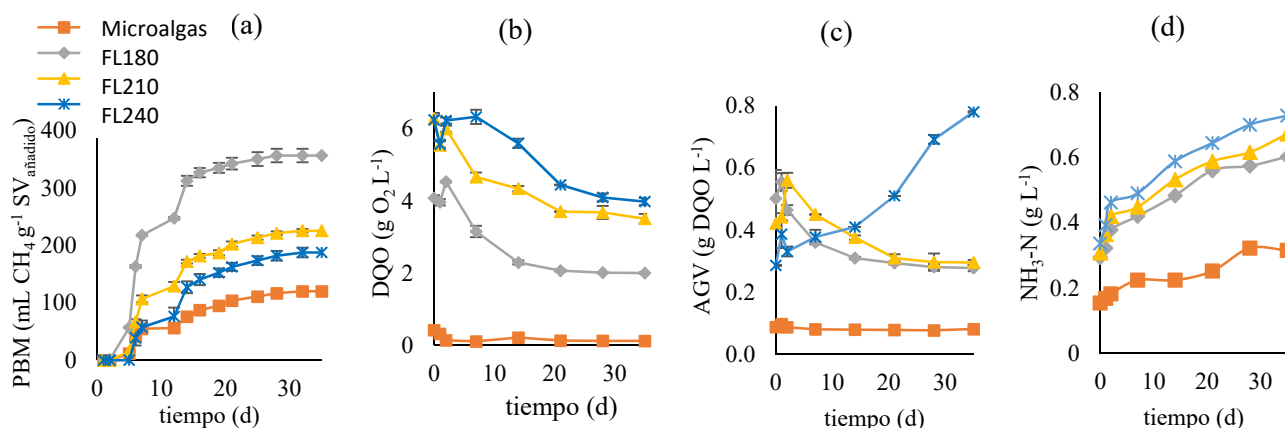 Microalgas
FL180
FL210
FL240
(a)
PBM (mL CH4 g-1 SVañadido)
400
300
200
100
0
0 10 20 30
tiempo (d)
(b)
DQO (g O2 L-1)
6
4
2
0
0 10 20 30
tiempo (d)
(c)
AGV (g DQO L-1)
0.8
0.6
0.4
0.2
0.0
0 10 20 30
tiempo (d)
(d)
NH3-N (g L-1)
0.8
0.6
0.4
0.2
0
0 10 20 30
tiempo (d)